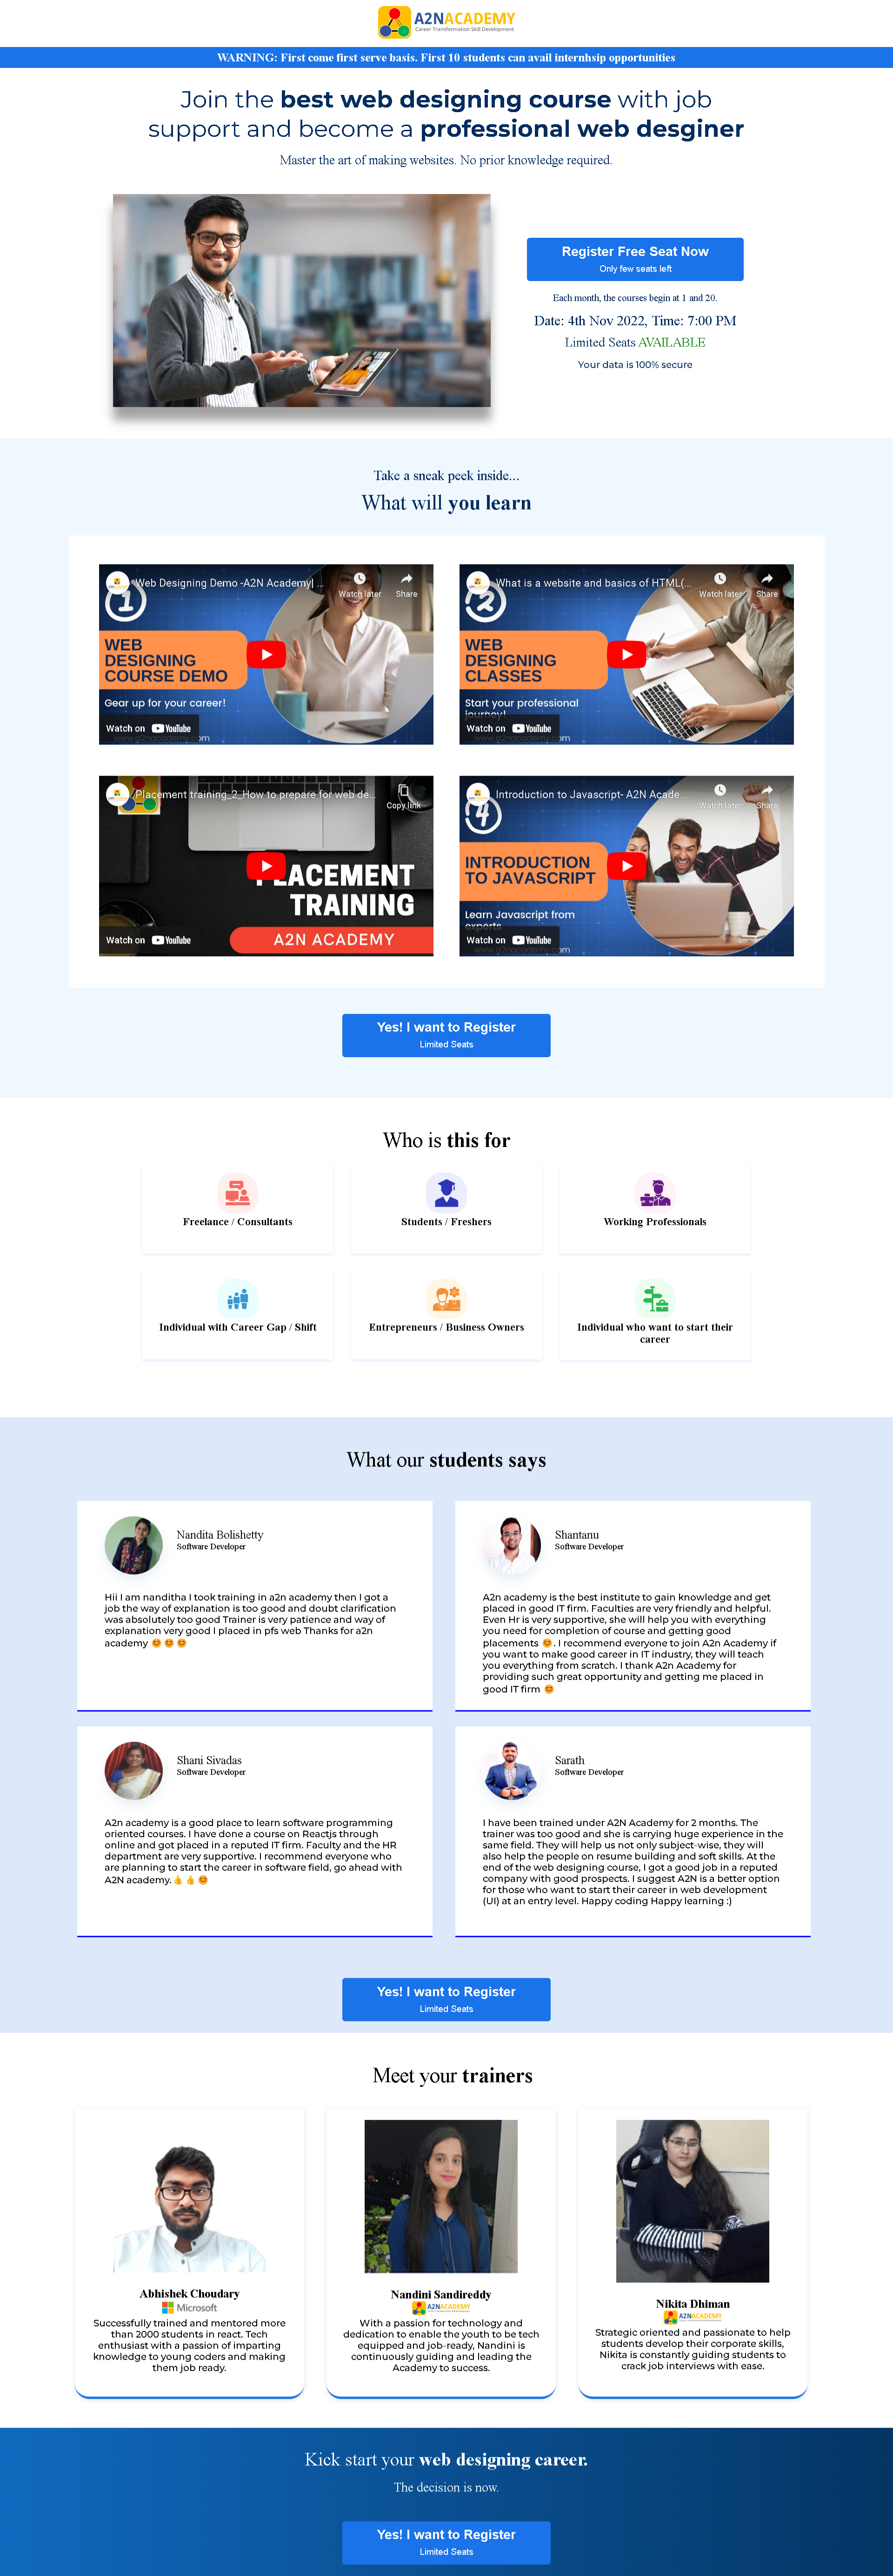 A2NACADEMY
Career Transformation Skill Development
WARNING: First come first serve basis. First 10 students can avail internhsip opportunities
Join the best web designing course with job
support and become a professional web desginer
Master the art of making websites. No prior knowledge required.
Register Free Seat Now
Only few seats left
Each month, the courses begin at 1 and 20.
Date: 4th Nov 2022, Time: 7:00 PM
Limited Seats AVAILABLE
Your data is 100% secure
Take a sneak peek inside...
What will you learn
Web Designing Demo -A2N Academy| ...
Watch later
Share
1
WEB
DESIGNING
COURSE DEMO
Gear up for your career!
Watch on YouTube
www.a2nacademy.com
What is a website and basics of HTML(...
Watch later
Share
2
WEB
DESIGNING
CLASSES
Start your professional
journey!
Watch on YouTube
www.a2nacademy.com
Placement training_2_How to prepare for web de...
Copy link
PLACEMENT
TRAINING
A2N ACADEMY
Watch on YouTube
Introduction to Javascript- A2N Acade...
Watch later
Share
4
INTRODUCTION
TO JAVASCRIPT
Learn Javascript from
experts
Watch on YouTube
www.a2nacademy.com
Yes! I want to Register
Limited Seats
Who is this for
Freelance / Consultants
Students / Freshers
Working Professionals
Individual with Career Gap / Shift
Entrepreneurs / Business Owners
Individual who want to start their
career
What our students says
Nandita Bolishetty
Software Developer
Hii I am nanditha I took training in a2n academy then I got a
job the way of explanation is too good and doubt clarification
was absolutely too good Trainer is very patience and way of
explanation very good I placed in pfs web Thanks for a2n
academy 😊 😊 😊
Shantanu
Software Developer
A2n academy is the best institute to gain knowledge and get
placed in good IT firm. Faculties are very friendly and helpful.
Even Hr is very supportive, she will help you with everything
you need for completion of course and getting good
placements 😊. I recommend everyone to join A2n Academy if
you want to make good career in IT industry, they will teach
you everything from scratch. I thank A2n Academy for
providing such great opportunity and getting me placed in
good IT firm 😊
Shani Sivadas
Software Developer
A2n academy is a good place to learn software programming
oriented courses. I have done a course on Reactjs through
online and got placed in a reputed IT firm. Faculty and the HR
department are very supportive. I recommend everyone who
are planning to start the career in software field, go ahead with
A2N academy.👍 👍 😊
Sarath
Software Developer
I have been trained under A2N Academy for 2 months. The
trainer was too good and she is carrying huge experience in the
same field. They will help us not only subject-wise, they will
also help the people on resume building and soft skills. At the
end of the web designing course, I got a good job in a reputed
company with good prospects. I suggest A2N is a better option
for those who want to start their career in web development
(UI) at an entry level. Happy coding Happy learning :)
Yes! I want to Register
Limited Seats
Meet your trainers
Abhishek Choudary
Microsoft
Successfully trained and mentored more
than 2000 students in react. Tech
enthusiast with a passion of imparting
knowledge to young coders and making
them job ready.
Nandini Sandireddy
A2NACADEMY
With a passion for technology and
dedication to enable the youth to be tech
equipped and job-ready, Nandini is
continuously guiding and leading the
Academy to success.
Nikita Dhiman
A2NACADEMY
Strategic oriented and passionate to help
students develop their corporate skills,
Nikita is constantly guiding students to
crack job interviews with ease.
Kick start your web designing career.
The decision is now.
Yes! I want to Register
Limited Seats